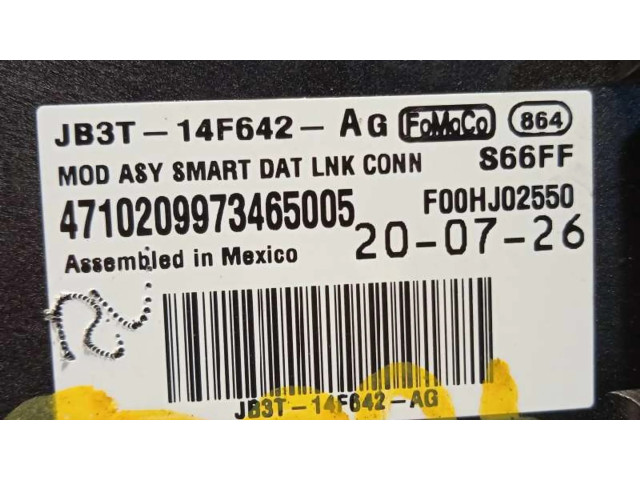 JB3T-14F642-AG FoMoCo 864
MOD ASY SMART DAT LNK CONN S66FF
4710209973465005 F00HJ02550
Assembled in Mexico 20-07-26
JB3T-14F642-AG